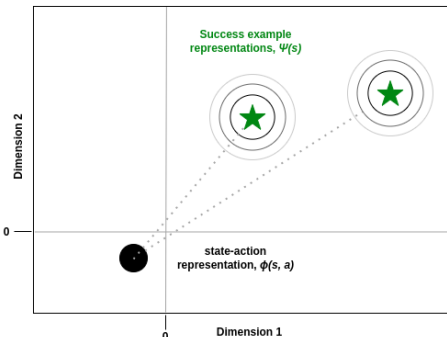 Success example
representations, Ψ(s)
Dimension 2
0
state-action
representation, ϕ(s, a)
0
Dimension 1